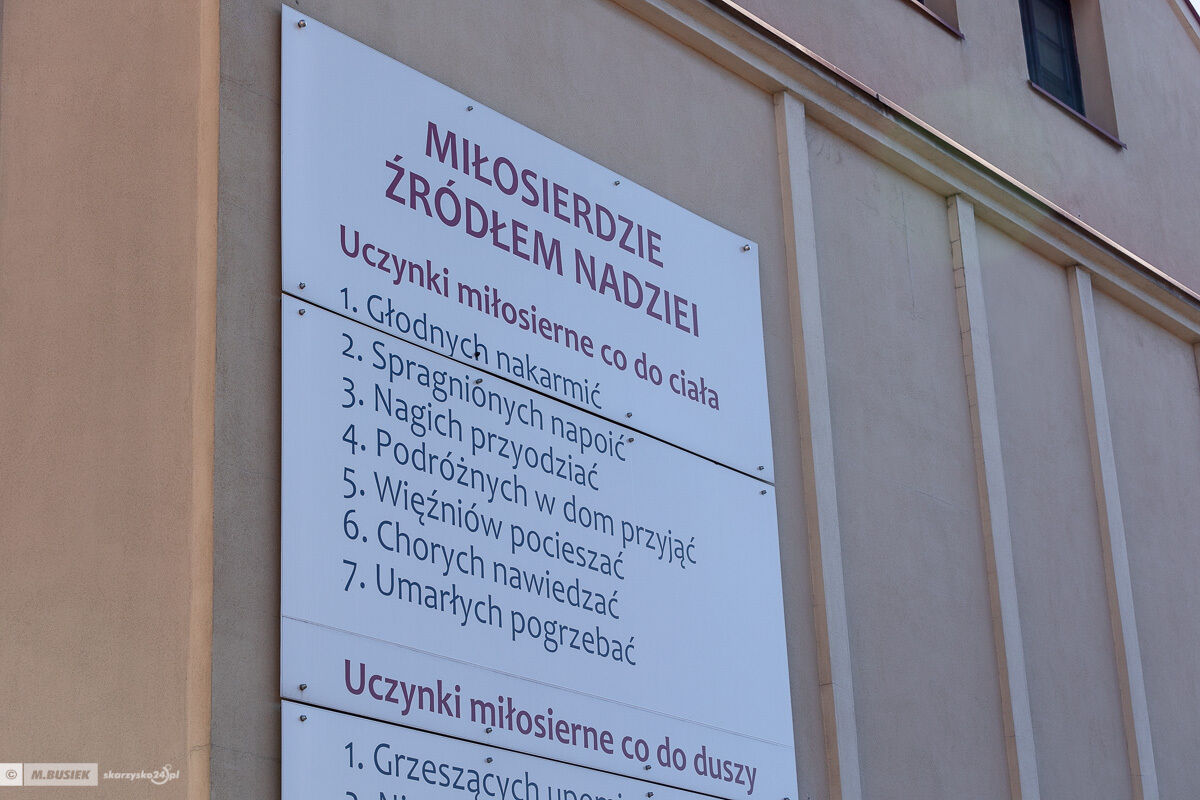 MIŁOSIERDZIE
ŹRÓDŁEM NADZIEI
Uczynki miłosierne co do ciała
1. Głodnych nakarmić
2. Spragnionych napoić
3. Nagich przyodziać
4. Podróżnych w dom przyjąć
5. Więźniów pocieszać
6. Chorych nawiedzać
7. Umarłych pogrzebać
Uczynki miłosierne co do duszy
1. Grzeszących
© M.BUSIEK skarzysko24.pl